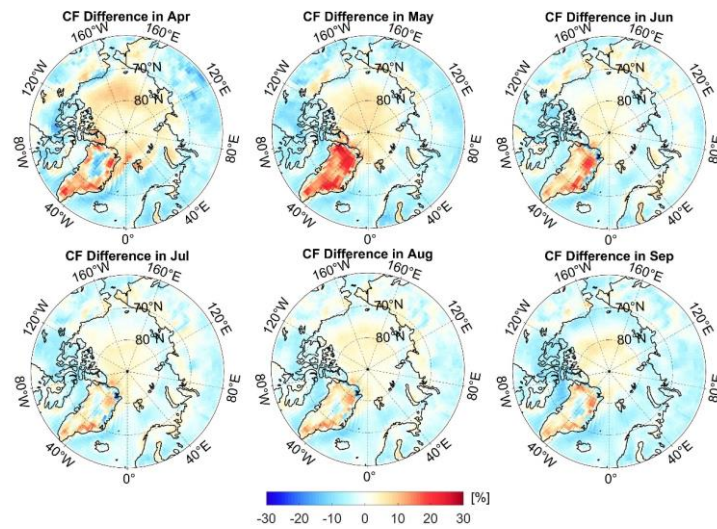 CF Difference in Apr
160°W
160°E
120°W
120°E
70°N
80°N
80°W
80°E
40°W
40°E
0°
CF Difference in May
160°W
160°E
120°W
120°E
70°N
80°N
80°W
80°E
40°W
40°E
0°
CF Difference in Jun
160°W
160°E
120°W
120°E
70°N
80°N
80°W
80°E
40°W
40°E
0°
CF Difference in Jul
160°W
160°E
120°W
120°E
70°N
80°N
80°W
80°E
40°W
40°E
0°
CF Difference in Aug
160°W
160°E
120°W
120°E
70°N
80°N
80°W
80°E
40°W
40°E
0°
CF Difference in Sep
160°W
160°E
120°W
120°E
70°N
80°N
80°W
80°E
40°W
40°E
0°
[%]
-30 -20 -10 0 10 20 30